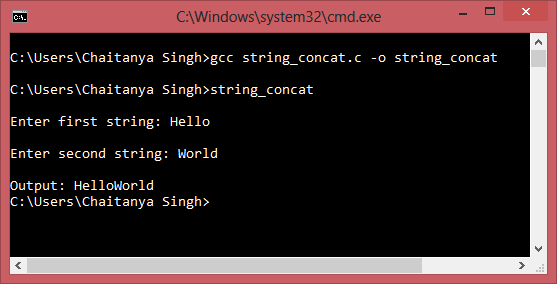 C:\Windows\system32\cmd.exe
C:\Users\Chaitanya Singh>gcc string_concat.c -o string_concat
C:\Users\Chaitanya Singh>string_concat
Enter first string: Hello
Enter second string: World
Output: HelloWorld
C:\Users\Chaitanya Singh>